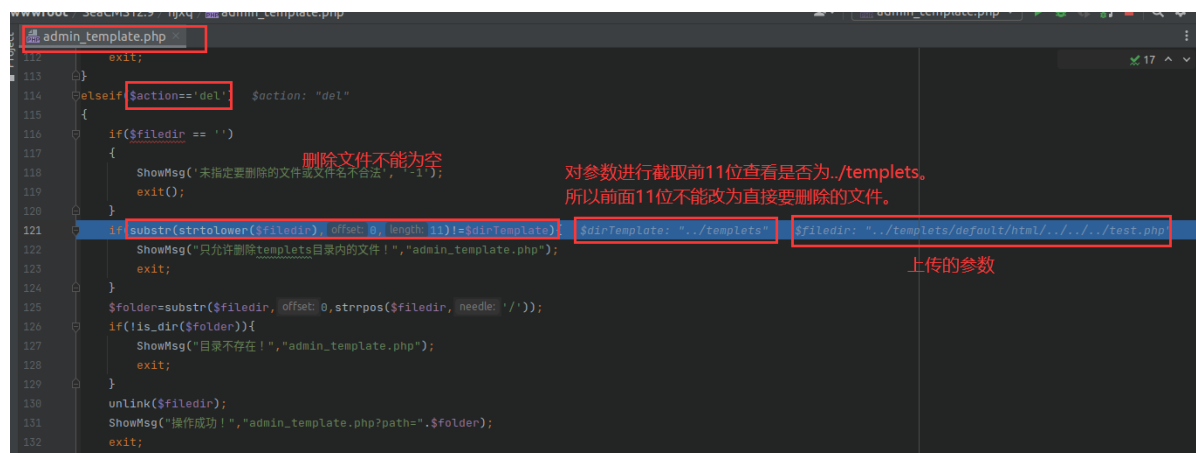 wwwroot / SeaCMS12.9 / njxq / admin_template.php
admin_template.php
Project
admin_template.php ×
112 exit;
17
113 }
114 elseif($action=='del') $action: "del"
115 {
116 if($filedir == '')
117 {
删除文件不能为空
118 ShowMsg('未指定要删除的文件或文件名不合法', '-1');
对参数进行截取前11位查看是否为../templets。
119 exit();
所以前面11位不能改为直接要删除的文件。
120 }
121 if(substr(strtolower($filedir), offset: 0, length: 11)!=$dirTemplate){ $dirTemplate: "../templets" $filedir: "../templets/default/html/../../../test.php"
122 ShowMsg("只允许删除templets目录内的文件！","admin_template.php");
上传的参数
123 exit;
124 }
125 $folder=substr($filedir, offset: 0,strrpos($filedir, needle: '/'));
126 if(!is_dir($folder)){
127 ShowMsg("目录不存在！","admin_template.php");
128 exit;
129 }
130 unlink($filedir);
131 ShowMsg("操作成功！","admin_template.php?path=".$folder);
132 exit;